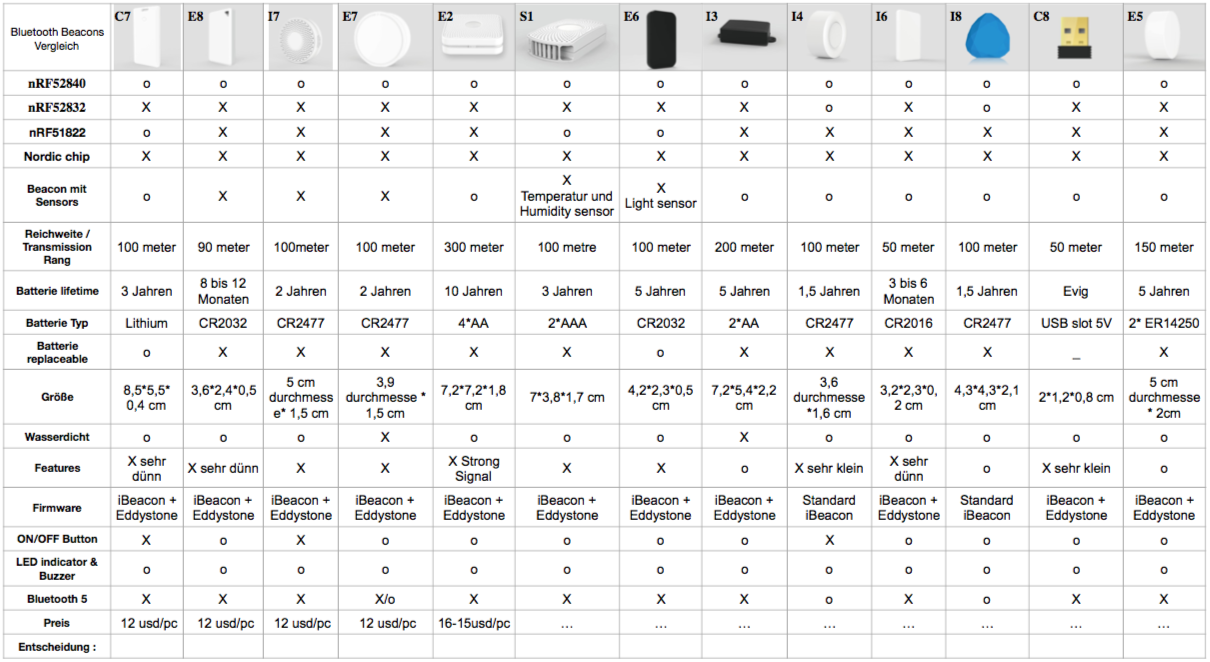 Bluetooth Beacons Vergleich C7 E8 I7 E7 E2 S1 E6 I3 I4 I6 I8 C8 E5
nRF52840 o o o o o o o o o o o o o
nRF52832 X X X X X X X X o X o X X
nRF51822 o X X X X o o X X X X X X
Nordic chip X X X X X X X X X X X X X
Beacon mit Sensors o X X X o X Temperatur und Humidity sensor X Light sensor o o o o o o
Reichweite / Transmission Rang 100 meter 90 meter 100meter 100 meter 300 meter 100 metre 100 meter 200 meter 100 meter 50 meter 100 meter 50 meter 150 meter
Batterie lifetime 3 Jahren 8 bis 12 Monaten 2 Jahren 2 Jahren 10 Jahren 3 Jahren 5 Jahren 5 Jahren 1,5 Jahren 3 bis 6 Monaten 1,5 Jahren Evig 5 Jahren
Batterie Typ Lithium CR2032 CR2477 CR2477 4*AA 2*AAA CR2032 2*AA CR2477 CR2016 CR2477 USB slot 5V 2* ER14250
Batterie replaceable o X X X X X o X X X X _ X
Größe 8,5*5,5* 0,4 cm 3,6*2,4*0,5 cm 5 cm durchmess e* 1,5 cm 3,9 durchmesse * 1,5 cm 7,2*7,2*1,8 cm 7*3,8*1,7 cm 4,2*2,3*0,5 cm 7,2*5,4*2,2 cm 3,6 durchmesse *1,6 cm 3,2*2,3*0, 2 cm 4,3*4,3*2,1 cm 2*1,2*0,8 cm 5 cm durchmesse * 2cm
Wasserdicht o o o X o o o X o o o o o
Features X sehr dünn X sehr dünn X X X Strong Signal X X o X sehr klein X sehr dünn o X sehr klein o
Firmware iBeacon + Eddystone iBeacon + Eddystone iBeacon + Eddystone iBeacon + Eddystone iBeacon + Eddystone iBeacon + Eddystone iBeacon + Eddystone iBeacon + Eddystone Standard iBeacon iBeacon + Eddystone Standard iBeacon iBeacon + Eddystone iBeacon + Eddystone
ON/OFF Button X o X o o o o o X o o o o
LED indicator & Buzzer o o o o o o o o o o o o o
Bluetooth 5 X X X X/o X X X X o X o X X
Preis 12 usd/pc 12 usd/pc 12 usd/pc 12 usd/pc 16-15usd/pc ... ... ... ... ... ... ... ...
Entscheidung :